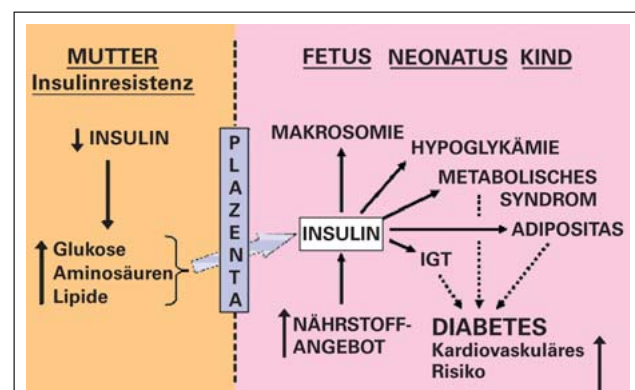 MUTTER
Insulinresistenz
INSULIN
Glukose
Aminosäuren
Lipide
PLAZENTA
FETUS NEONATUS KIND
MAKROSOMIE
HYPOGLYKÄMIE
METABOLISCHES
SYNDROM
INSULIN
ADIPOSITAS
IGT
NÄHRSTOFF-
ANGEBOT
DIABETES
Kardiovaskuläres
Risiko